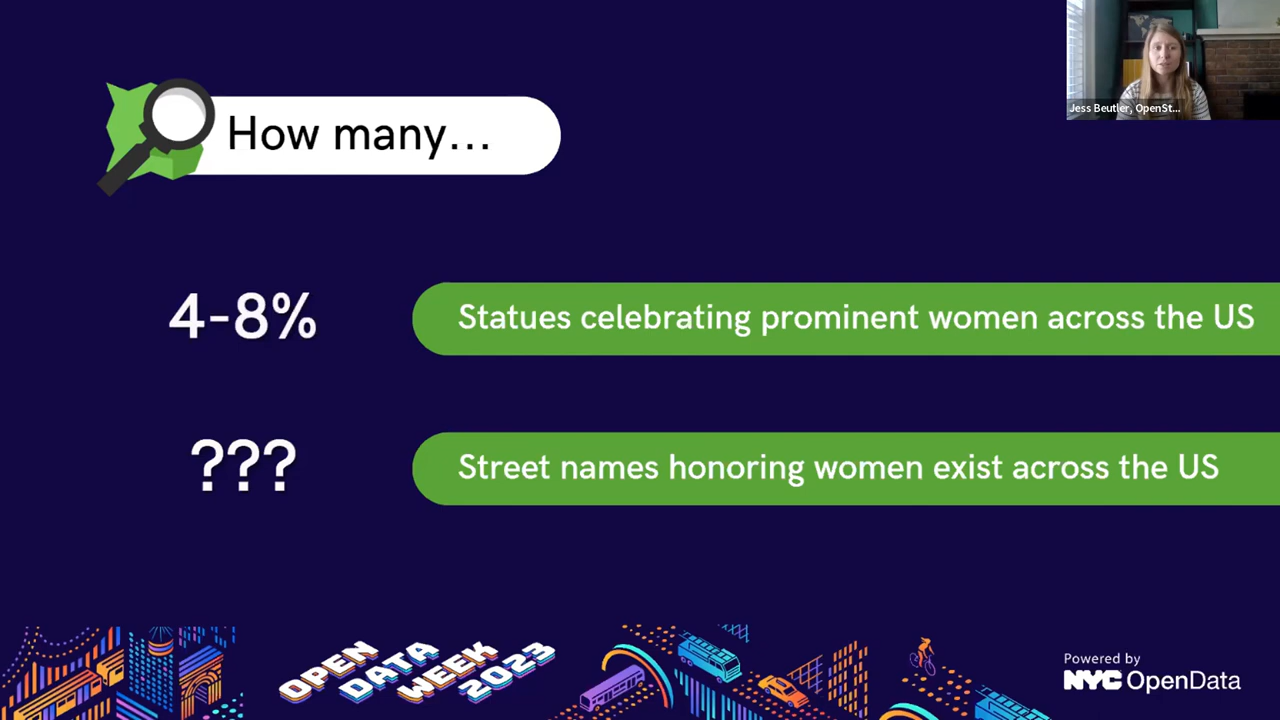 How many...
Jess Beutler, OpenSt...
4-8%
Statues celebrating prominent women across the US
???
Street names honoring women exist across the US
OPEN
DATA
WEEK
2023
Powered by
NYC OpenData